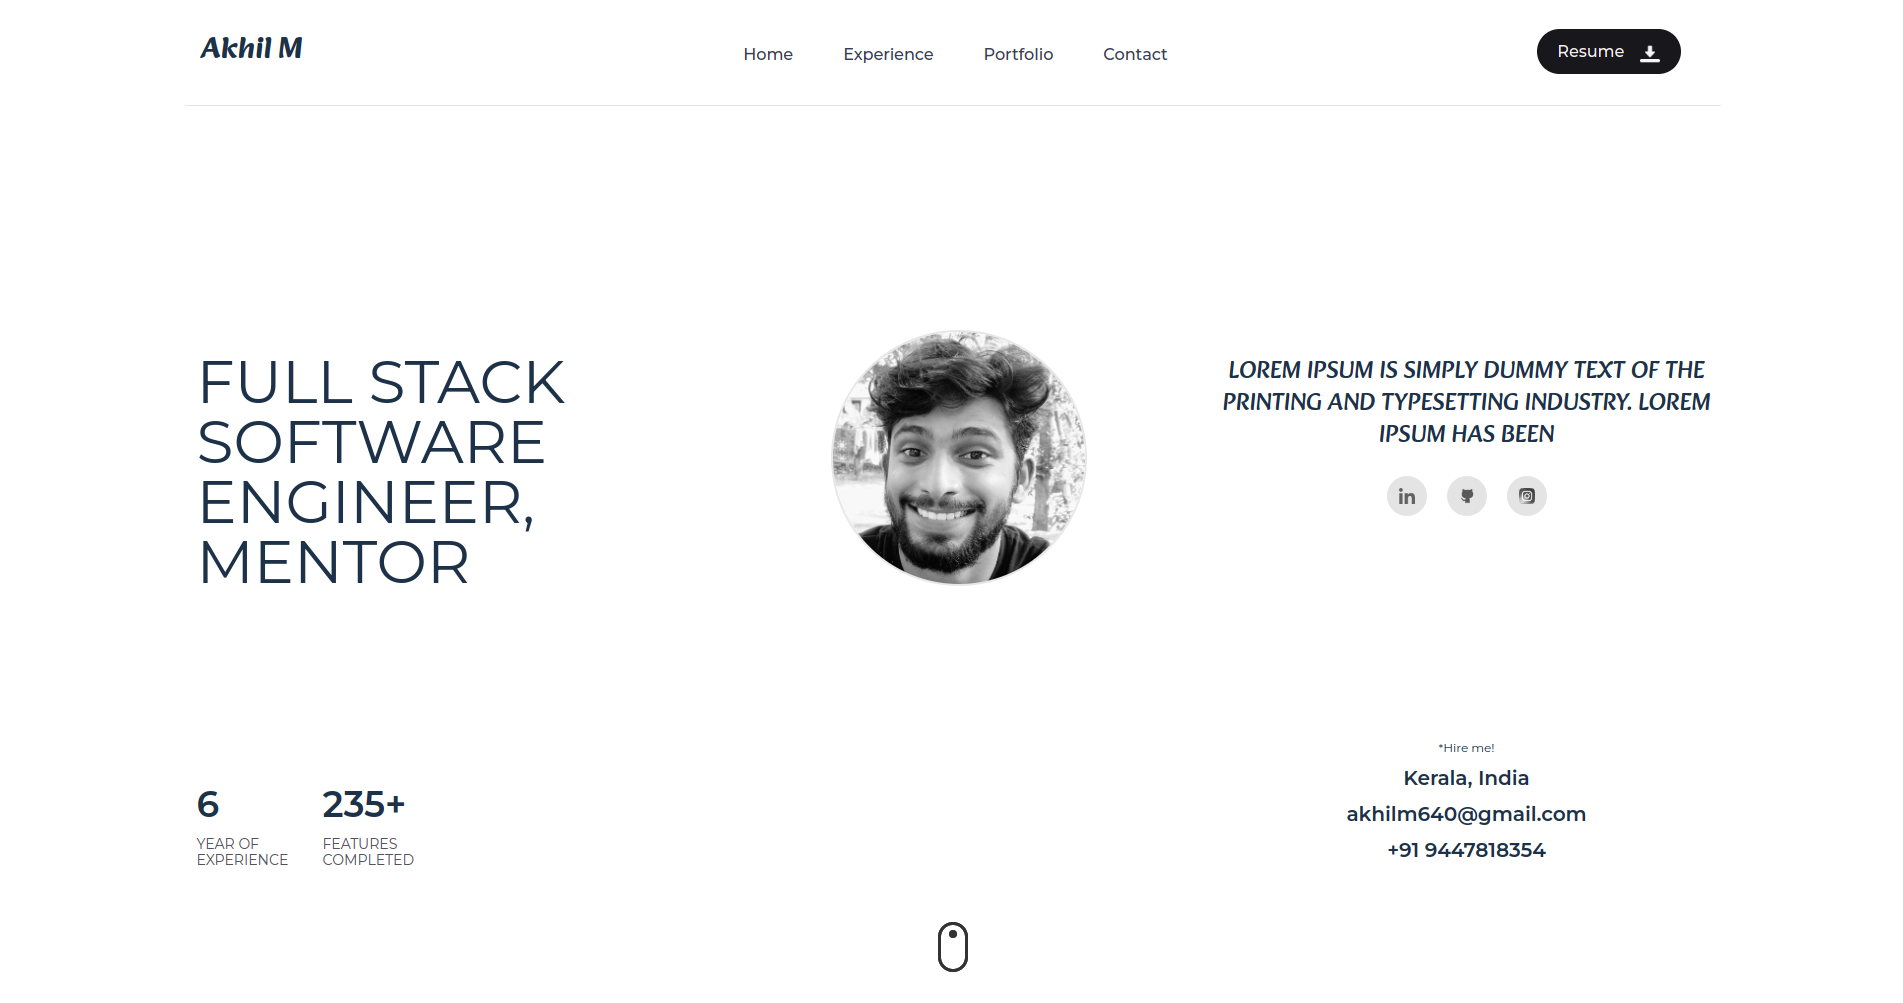 Akhil M
Home
Experience
Portfolio
Contact
Resume
FULL STACK
SOFTWARE
ENGINEER,
MENTOR
LOREM IPSUM IS SIMPLY DUMMY TEXT OF THE
PRINTING AND TYPESETTING INDUSTRY. LOREM
IPSUM HAS BEEN
in
6
YEAR OF
EXPERIENCE
235+
FEATURES
COMPLETED
*Hire me!
Kerala, India
akhilm640@gmail.com
+91 9447818354